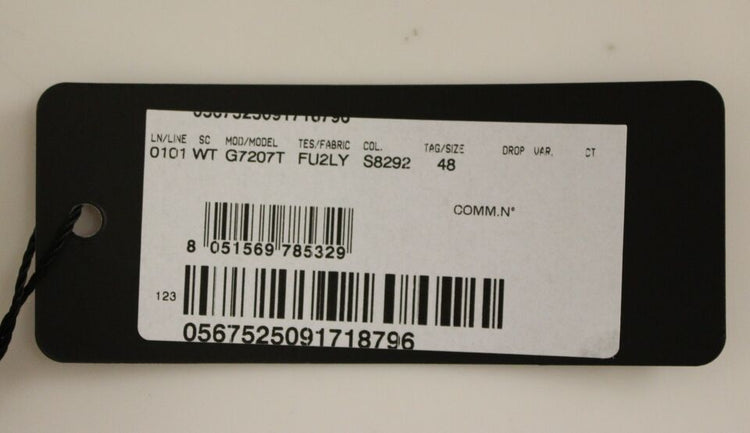 0567525091718796
LN/LINE SC MOD/MODEL TES/FABRIC COL. TAG/SIZE DROP VAR. CT
0101 WT G7207T FU2LY S8292 48
COMM.N°
8 051569 785329
123
0567525091718796